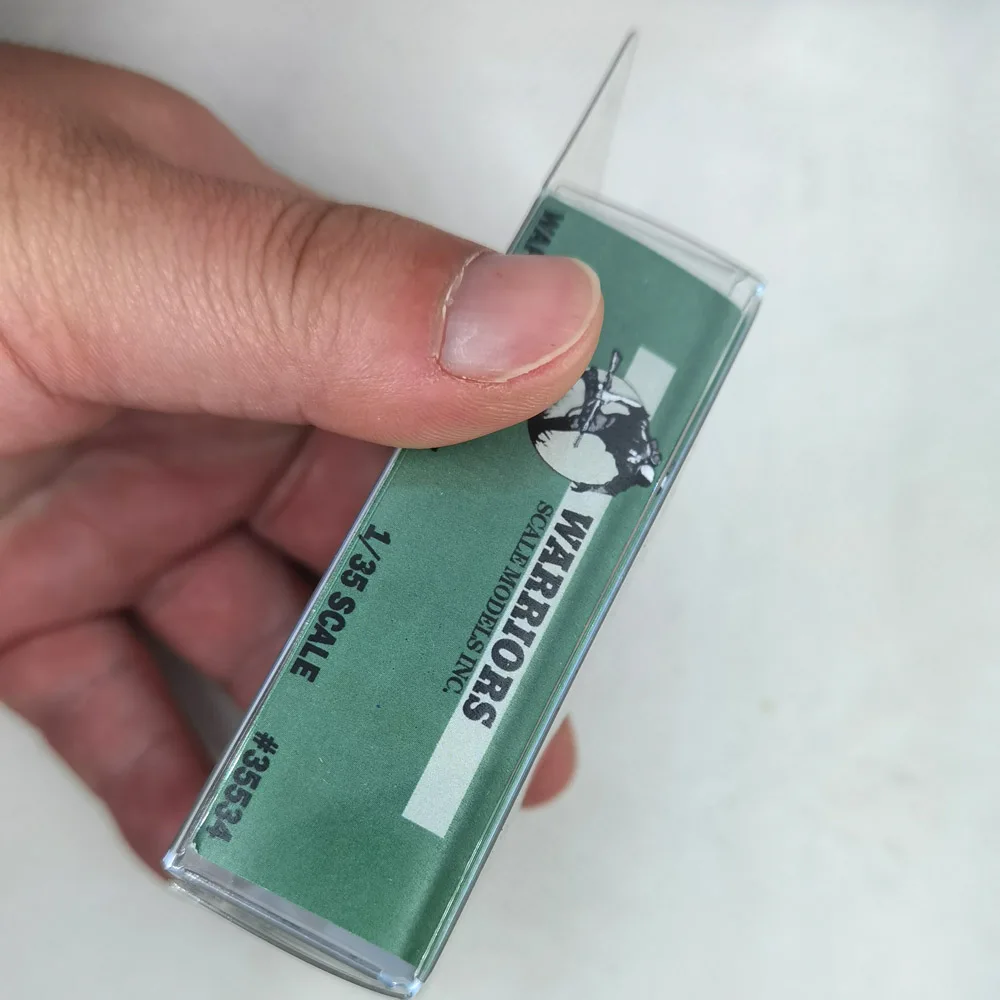 WARRIORS
SCALE MODELS INC.
1/35 SCALE
#35534